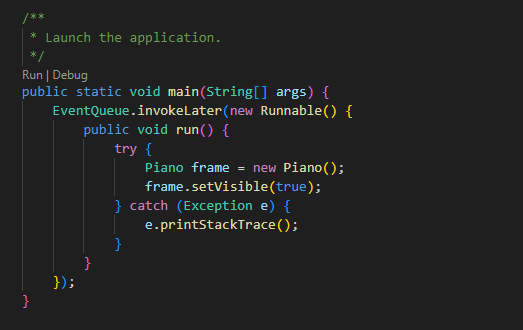 /**
 * Launch the application.
 */
Run | Debug
public static void main(String[] args) {
    EventQueue.invokeLater(new Runnable() {
        public void run() {
            try {
                Piano frame = new Piano();
                frame.setVisible(true);
            } catch (Exception e) {
                e.printStackTrace();
            }
        }
    });
}